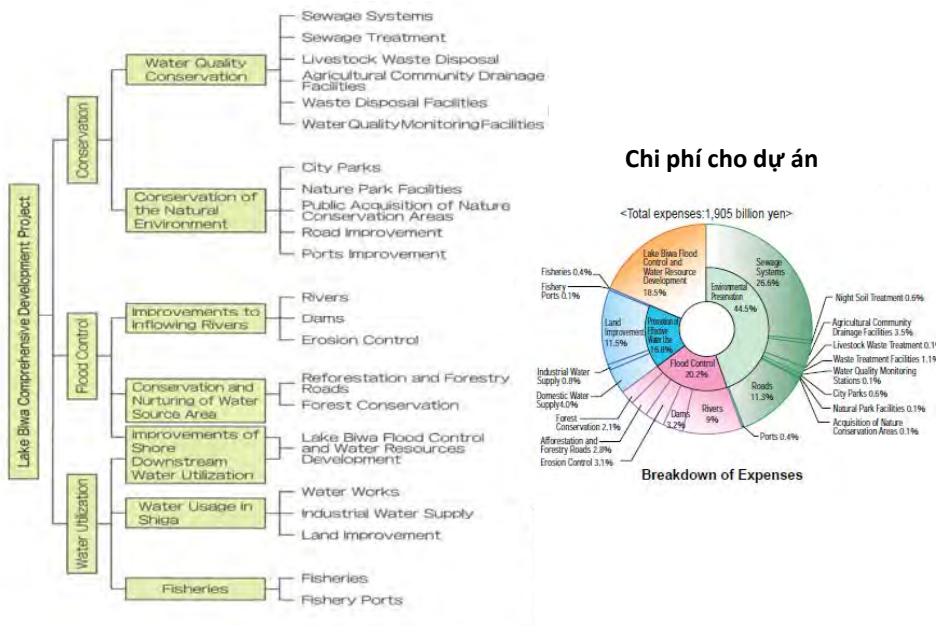 Lake Biwa Comprehensive Development Project
Conservation
Water Quality
Conservation
Sewage Systems
Sewage Treatment
Livestock Waste Disposal
Agricultural Community Drainage
Facilities
Waste Disposal Facilities
Water Quality Monitoring Facilities
Conservation of
the Natural
Environment
City Parks
Nature Park Facilities
Public Acquisition of Nature
Conservation Areas
Road Improvement
Ports Improvement
Flood Control
Improvements to
Inflowing Rivers
Rivers
Dams
Erosion Control
Conservation and
Nurturing of Water
Source Area
Reforestation and Forestry
Roads
Forest Conservation
Improvements of
Shore
Downstream
Water Utilization
Lake Biwa Flood Control
and Water Resources
Development
Water Utilization
Water Usage in
Shiga
Water Works
Industrial Water Supply
Land Improvement
Fisheries
Fisheries
Fishery Ports
Chi phí cho dự án
<Total expenses:1,905 billion yen>
Lake Biwa Flood
Control and
Water Resource
Development
18.5%
Environmental
Preservation
44.5%
Sewage
Systems
26.6%
Night Soil Treatment 0.6%
Agricultural Community
Drainage Facilities 3.5%
Livestock Waste Treatment 0.1%
Waste Treatment Facilities 1.1%
Water Quality Monitoring
Stations 0.1%
City Parks 0.6%
Natural Park Facilities 0.1%
Acquisition of Nature
Conservation Areas 0.1%
Roads
11.3%
Ports 0.4%
Flood Control
20.2%
Rivers
9%
Dams
3.2%
Erosion Control 3.1%
Afforestation and
Forestry Roads 2.8%
Forest
Conservation 2.1%
Promotion of
Effective
Water Use
16.8%
Domestic Water
Supply4.0%
Industrial Water
Supply 0.8%
Land
Improvement
11.5%
Fishery
Ports 0.1%
Fisheries 0.4%
Breakdown of Expenses